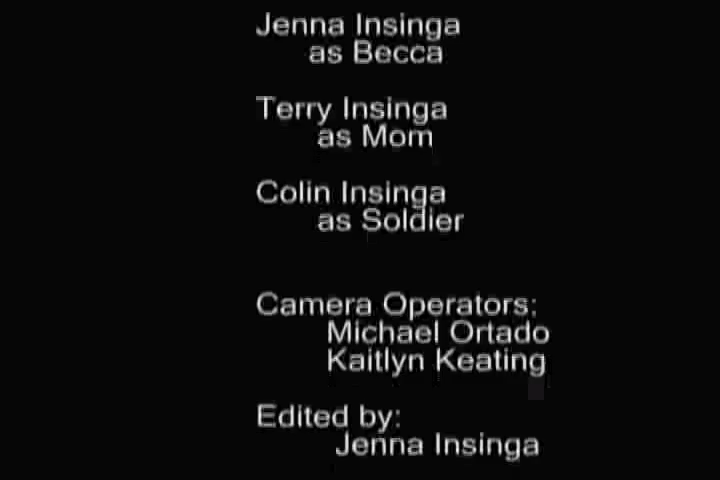 Jenna Insinga
as Becca
Terry Insinga
as Mom
Colin Insinga
as Soldier
Camera Operators:
Michael Ortado
Kaitlyn Keating
Edited by:
Jenna Insinga